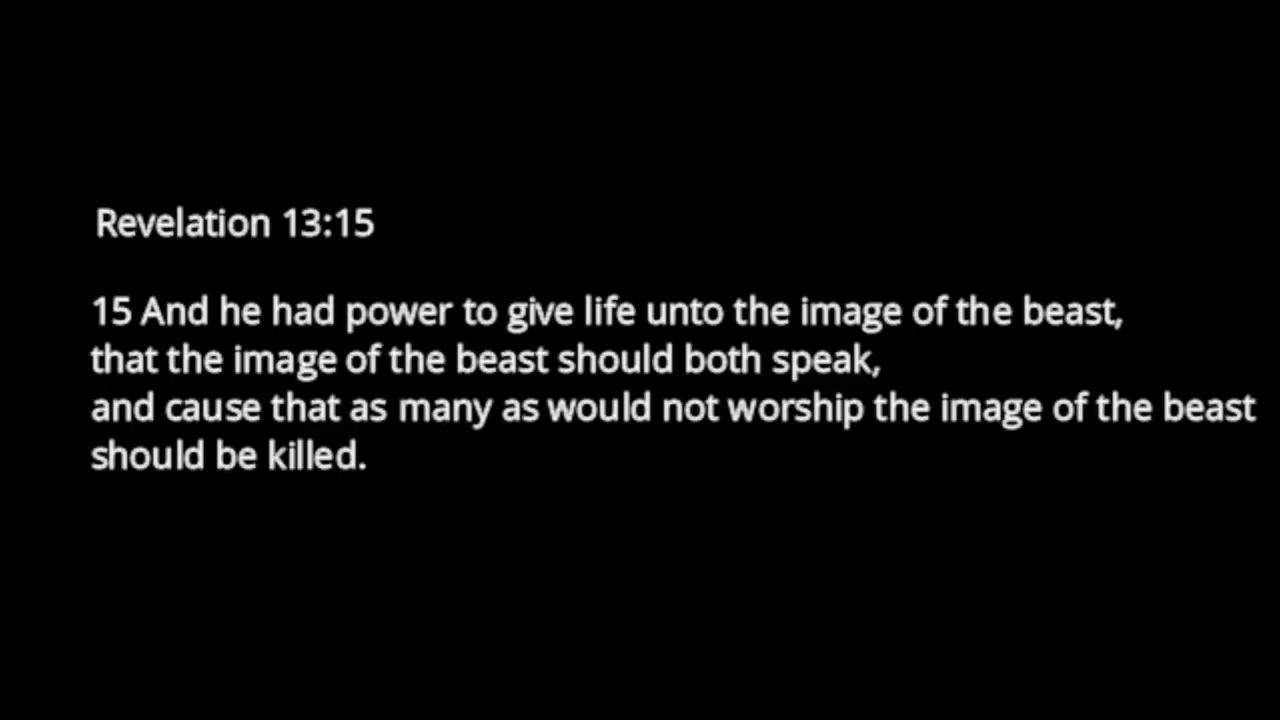 Revelation 13:15
15 And he had power to give life unto the image of the beast,
that the image of the beast should both speak,
and cause that as many as would not worship the image of the beast
should be killed.